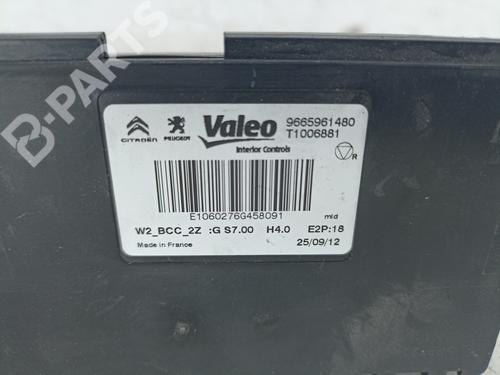 B-PARTS
CITROËN PEUGEOT Valeo 9665961480
T1006881
Interior Controls
R
E1060276G458091
mid
W2_BCC_2Z :G S7.00 H4.0 E2P:18
Made in France 25/09/12